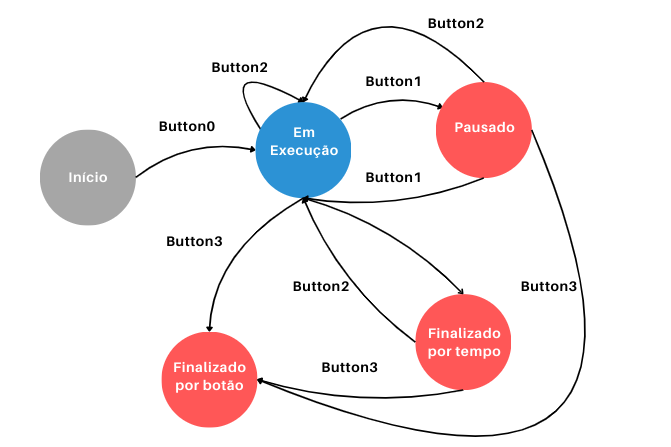 Button2
Button2
Button1
Button0
Em
Execução
Pausado
Início
Button1
Button3
Button2
Button3
Finalizado
por tempo
Finalizado
por botão
Button3